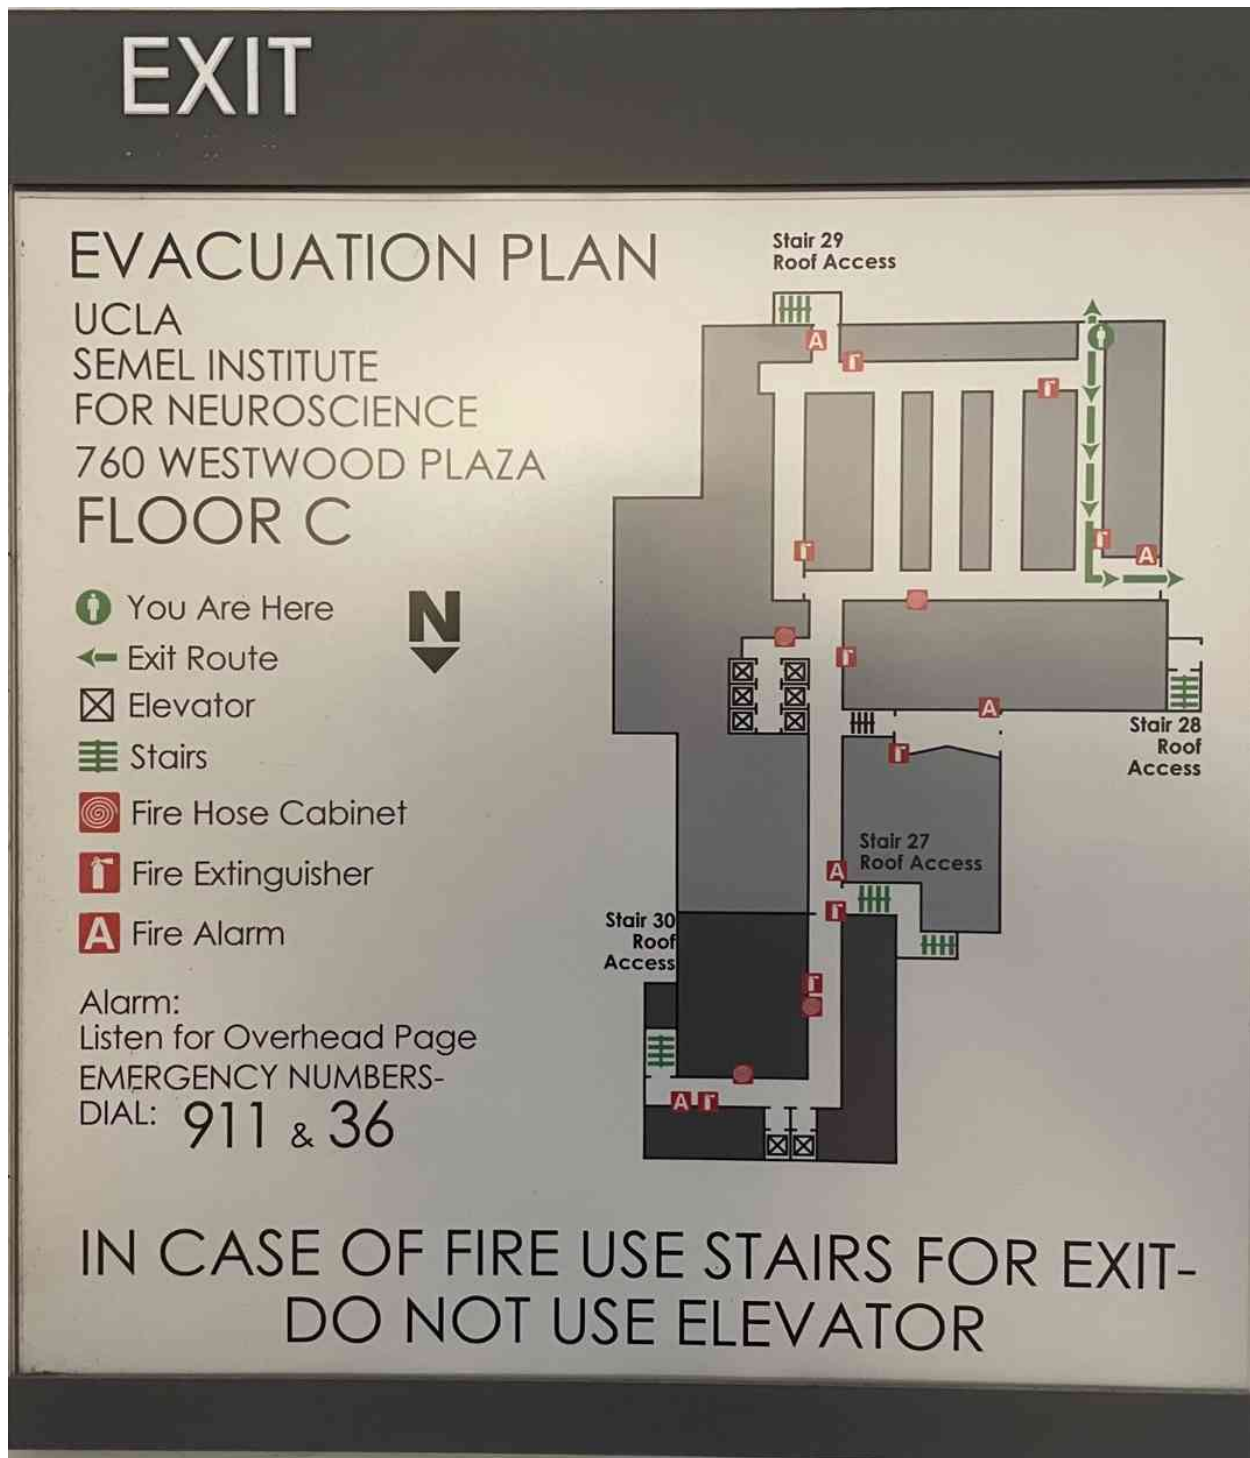 EXIT
EVACUATION PLAN
UCLA
SEMEL INSTITUTE
FOR NEUROSCIENCE
760 WESTWOOD PLAZA
FLOOR C
You Are Here
Exit Route
Elevator
Stairs
Fire Hose Cabinet
Fire Extinguisher
A
Fire Alarm
N
Alarm:
Listen for Overhead Page
EMERGENCY NUMBERS-
DIAL: 911 & 36
Stair 29
Roof Access
A
A
A
Stair 28
Roof
Access
Stair 27
Roof Access
A
Stair 30
Roof
Access
A
IN CASE OF FIRE USE STAIRS FOR EXIT-
DO NOT USE ELEVATOR